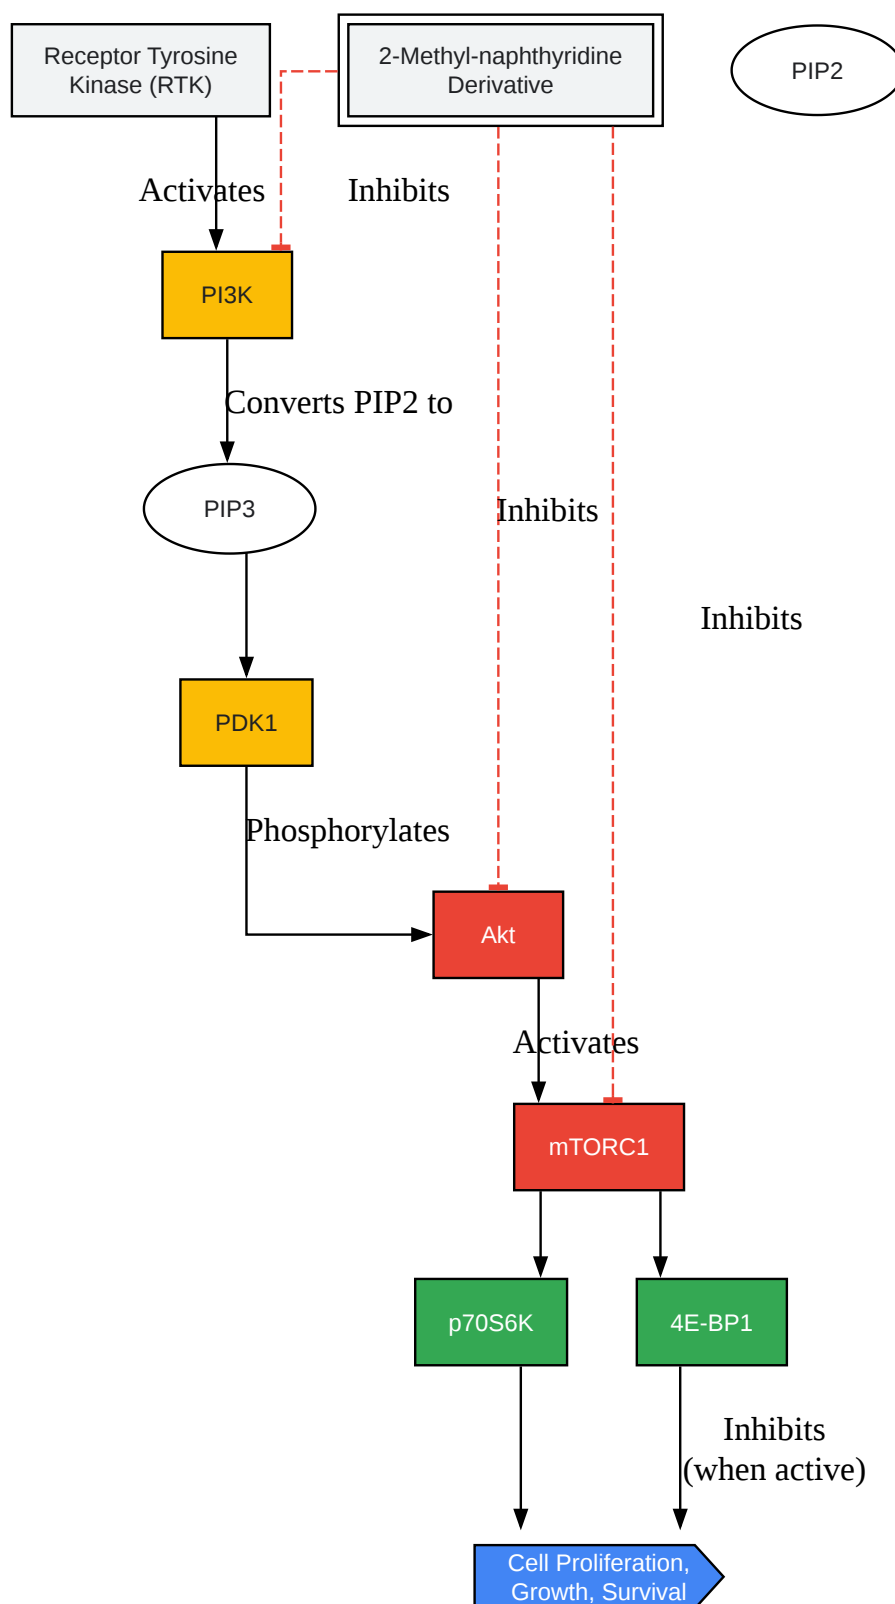 Receptor Tyrosine
Kinase (RTK)
2-Methyl-naphthyridine
Derivative
PIP2
Activates
Inhibits
PI3K
Converts PIP2 to
PIP3
Inhibits
Inhibits
PDK1
Phosphorylates
Akt
Activates
mTORC1
p70S6K
4E-BP1
Inhibits
(when active)
Cell Proliferation,
Growth, Survival